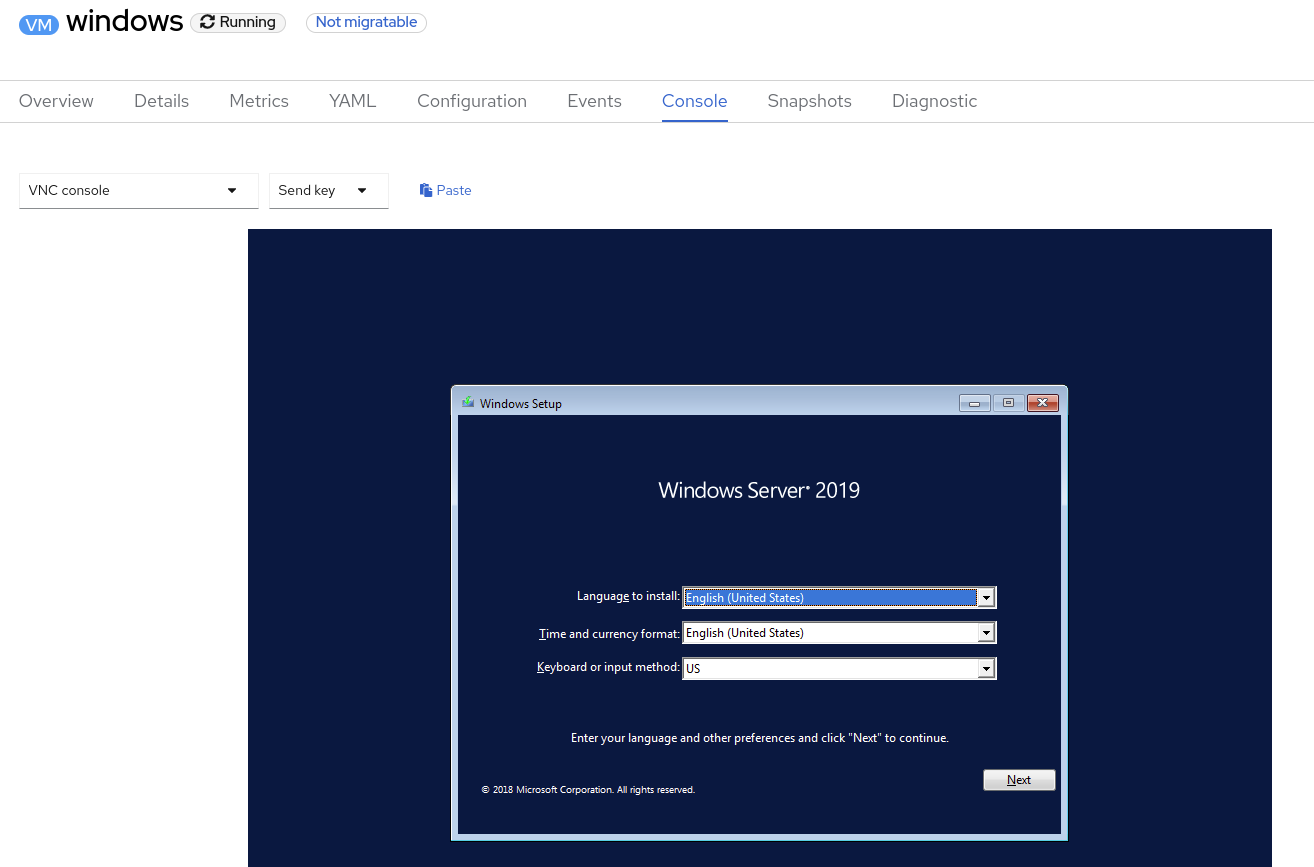 VM windows Running Not migratable
Overview Details Metrics YAML Configuration Events Console Snapshots Diagnostic
VNC console Send key Paste
Windows Setup
Windows Server® 2019
Language to install: English (United States)
Time and currency format: English (United States)
Keyboard or input method: US
Enter your language and other preferences and click "Next" to continue.
Next
© 2018 Microsoft Corporation. All rights reserved.